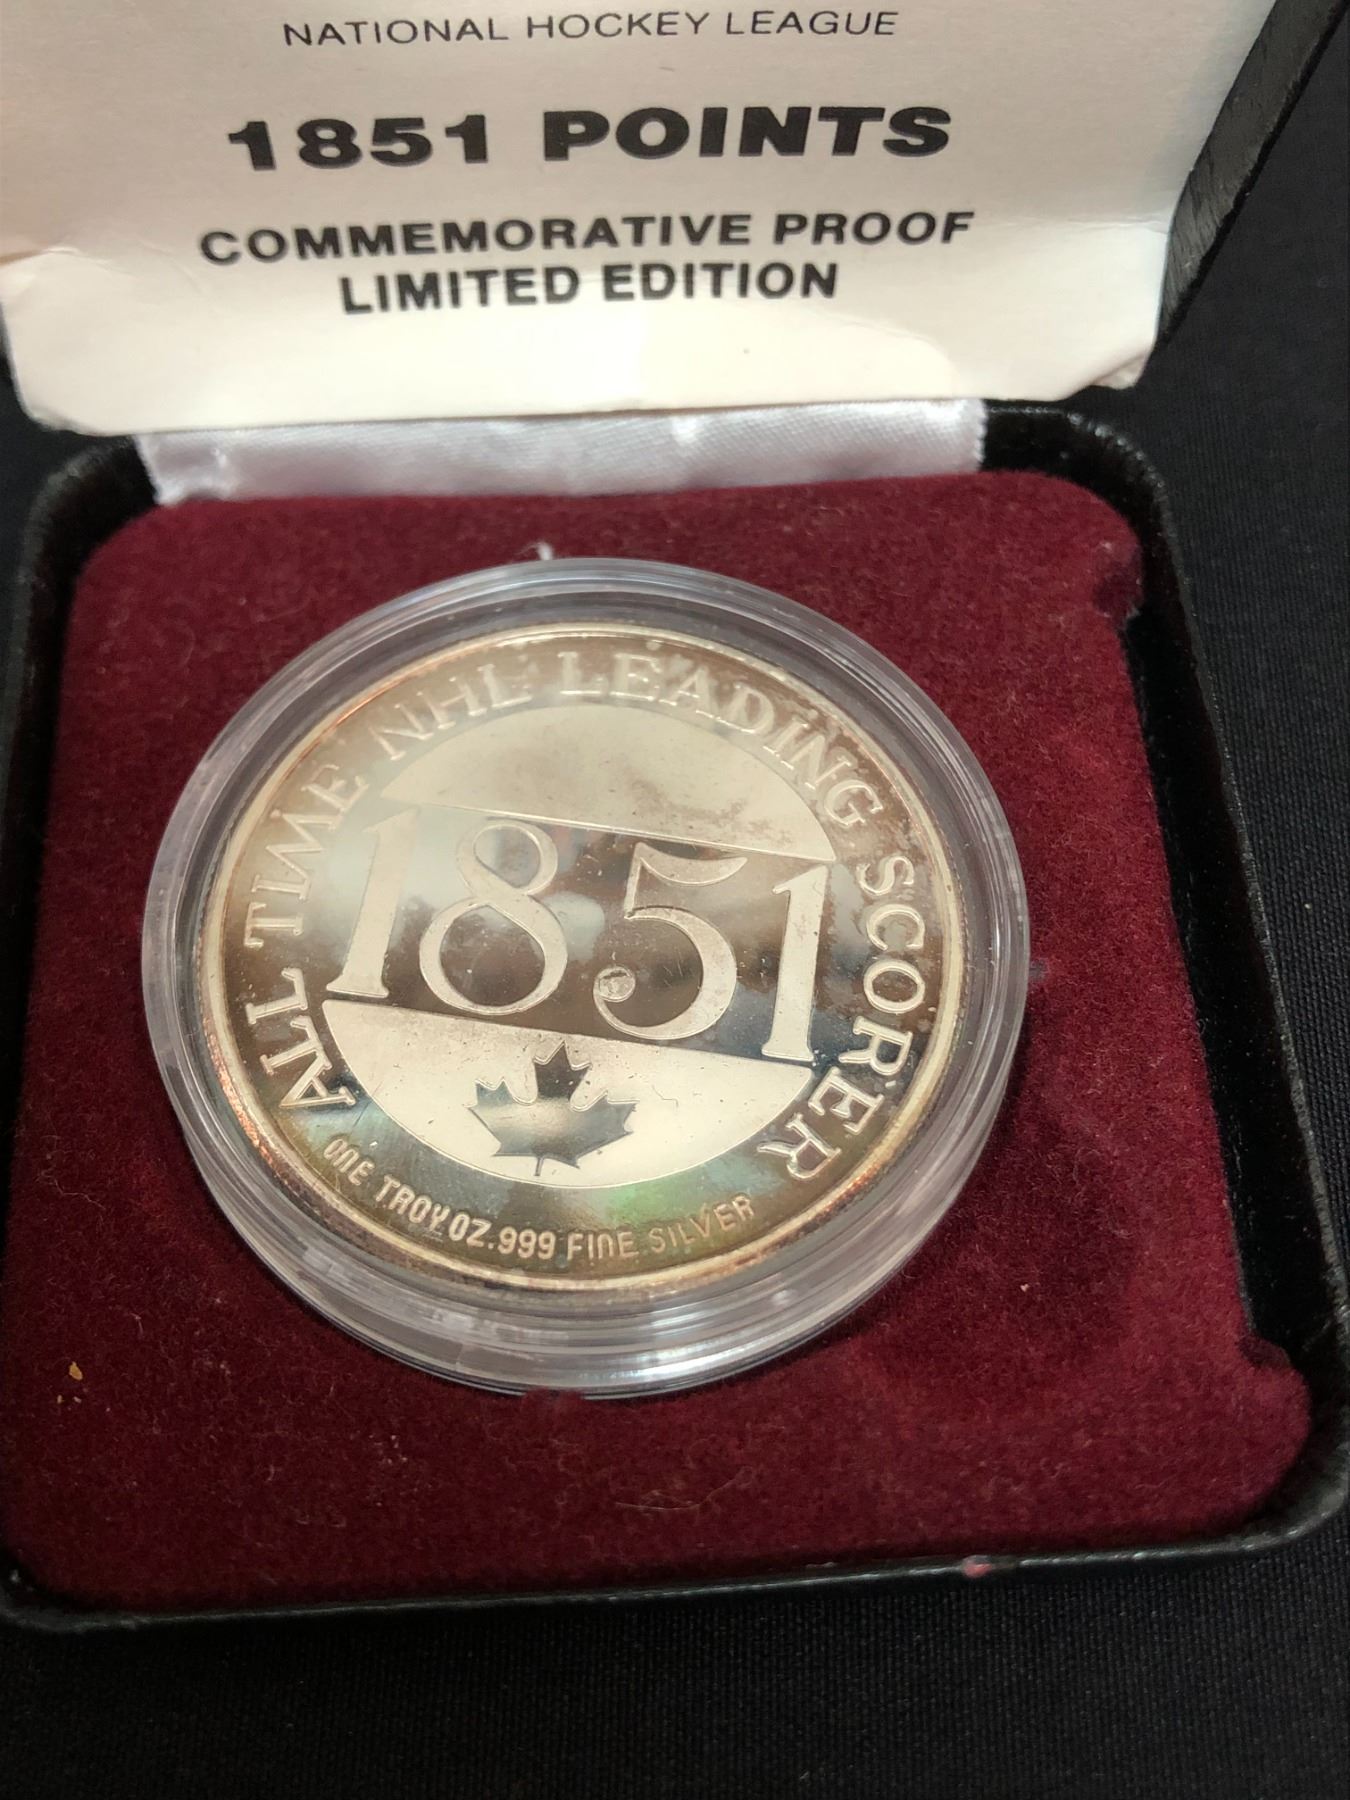 NATIONAL HOCKEY LEAGUE
1851 POINTS
COMMEMORATIVE PROOF
LIMITED EDITION
ALL TIME NHL LEADING SCORER
1851
ONE TROY OZ. 999 FINE SILVER